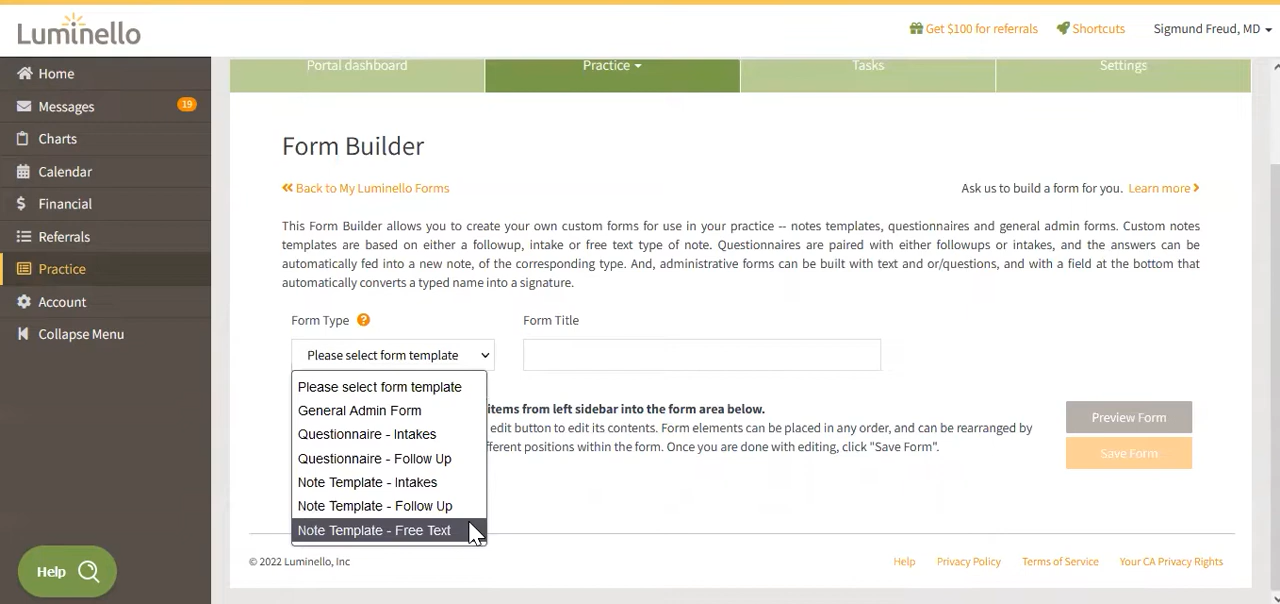 Luminello
Get $100 for referrals
Shortcuts
Sigmund Freud, MD
Home
Messages
19
Charts
Calendar
$ Financial
Referrals
Practice
Account
Collapse Menu
Portal dashboard
Practice
Tasks
Settings
Form Builder
Back to My Luminello Forms
Ask us to build a form for you. Learn more
This Form Builder allows you to create your own custom forms for use in your practice -- notes templates, questionnaires and general admin forms. Custom notes
templates are based on either a followup, intake or free text type of note. Questionnaires are paired with either followups or intakes, and the answers can be
automatically fed into a new note, of the corresponding type. And, administrative forms can be built with text and or/questions, and with a field at the bottom that
automatically converts a typed name into a signature.
Form Type ?
Form Title
Please select form template
Please select form template
General Admin Form
Questionnaire - Intakes
Questionnaire - Follow Up
Note Template - Intakes
Note Template - Follow Up
Note Template - Free Text
items from left sidebar into the form area below.
edit button to edit its contents. Form elements can be placed in any order, and can be rearranged by
fferent positions within the form. Once you are done with editing, click "Save Form".
Preview Form
Save Form
© 2022 Luminello, Inc
Help
Privacy Policy
Terms of Service
Your CA Privacy Rights
Help